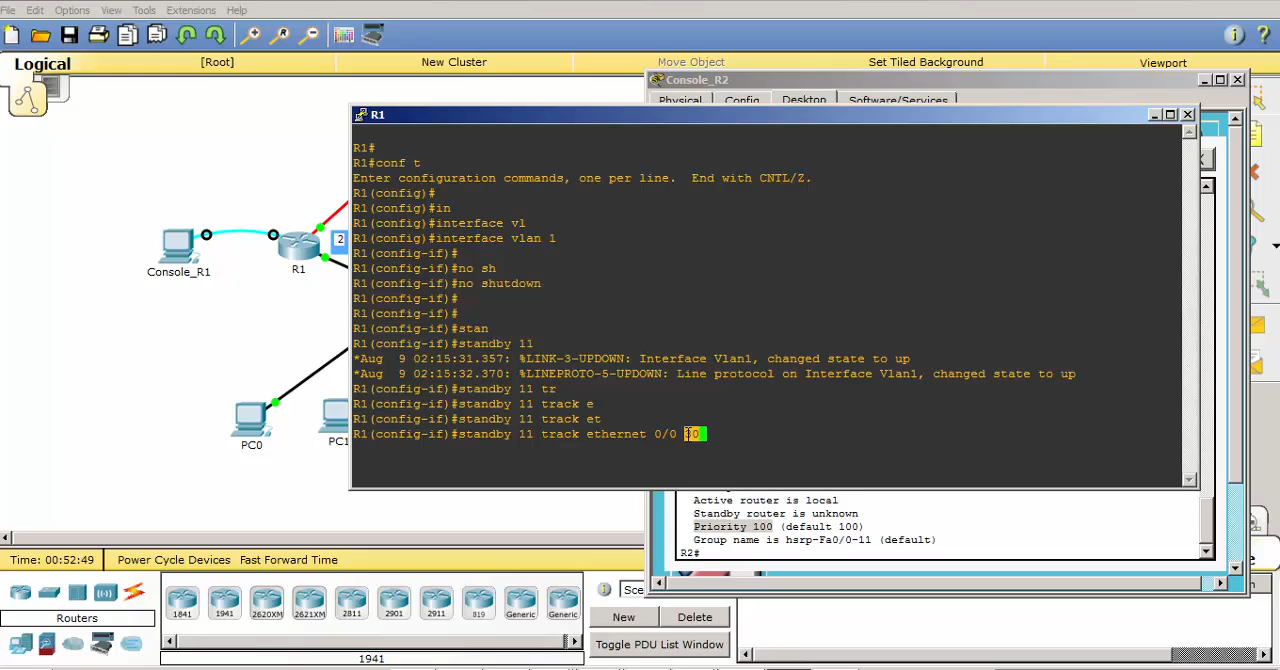 File Edit Options View Tools Extensions Help
Logical [Root] New Cluster Move Object Set Tiled Background Viewport
Console_R2
Physical Config Desktop Software/Services
R1
R1#
R1#conf t
Enter configuration commands, one per line.  End with CNTL/Z.
R1(config)#
R1(config)#in
R1(config)#interface vl
R1(config)#interface vlan 1
R1(config-if)#
R1(config-if)#no sh
R1(config-if)#no shutdown
R1(config-if)#
R1(config-if)#
R1(config-if)#stan
R1(config-if)#standby 11
*Aug  9 02:15:31.357: %LINK-3-UPDOWN: Interface Vlan1, changed state to up
*Aug  9 02:15:32.370: %LINEPROTO-5-UPDOWN: Line protocol on Interface Vlan1, changed state to up
R1(config-if)#standby 11 tr
R1(config-if)#standby 11 track e
R1(config-if)#standby 11 track et
R1(config-if)#standby 11 track ethernet 0/0
2
Console_R1
R1
PC0
PC1
Active router is local
Standby router is unknown
Priority 100 (default 100)
Group name is hsrp-Fa0/0-11 (default)
R2#
Time: 00:52:49 Power Cycle Devices Fast Forward Time
Routers
1841 1941 2620XM 2621XM 2811 2901 2911 819 Generic Generic
1941
New Delete
Toggle PDU List Window